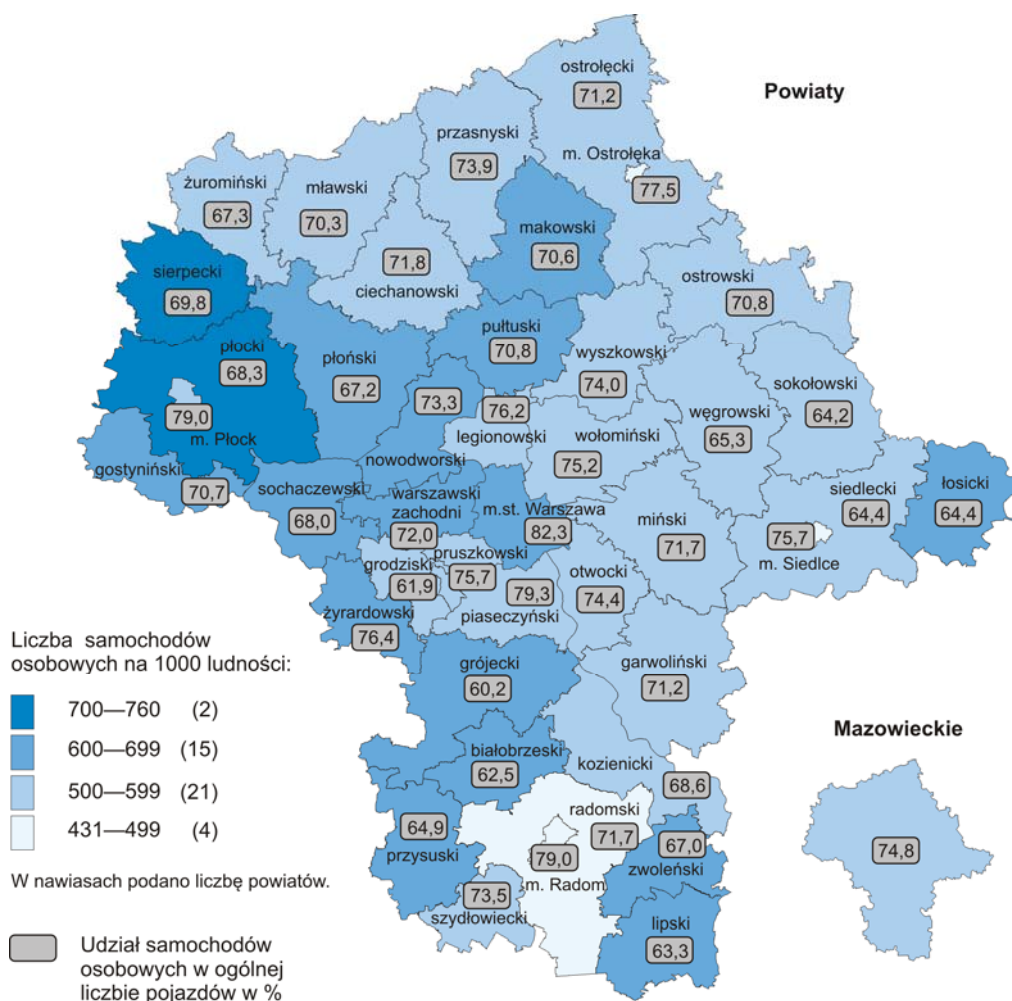 Powiaty
ostrołęcki
71,2
przasnyski
73,9
m. Ostrołęka
77,5
żuromiński
67,3
mławski
70,3
makowski
70,6
71,8
ciechanowski
sierpecki
69,8
ostrowski
70,8
płocki
68,3
płoński
67,2
pułtuski
70,8
wyszkowski
74,0
sokołowski
64,2
79,0
m. Płock
73,3
nowodworski
76,2
legionowski
wołomiński
75,2
węgrowski
65,3
gostyniński
70,7
sochaczewski
68,0
warszawski
zachodni
72,0
m.st. Warszawa
82,3
miński
71,7
siedlecki
64,4
75,7
m. Siedlce
łosicki
64,4
grodziski
61,9
pruszkowski
75,7
79,3
piaseczyński
otwocki
74,4
żyrardowski
76,4
grójecki
60,2
garwoliński
71,2
białobrzeski
62,5
kozienicki
68,6
64,9
przysuski
radomski
71,7
79,0
m. Radom
67,0
zwoleński
73,5
szydłowiecki
lipski
63,3
Mazowieckie
74,8
Liczba samochodów
osobowych na 1000 ludności:
700—760 (2)
600—699 (15)
500—599 (21)
431—499 (4)
W nawiasach podano liczbę powiatów.
Udział samochodów
osobowych w ogólnej
liczbie pojazdów w %